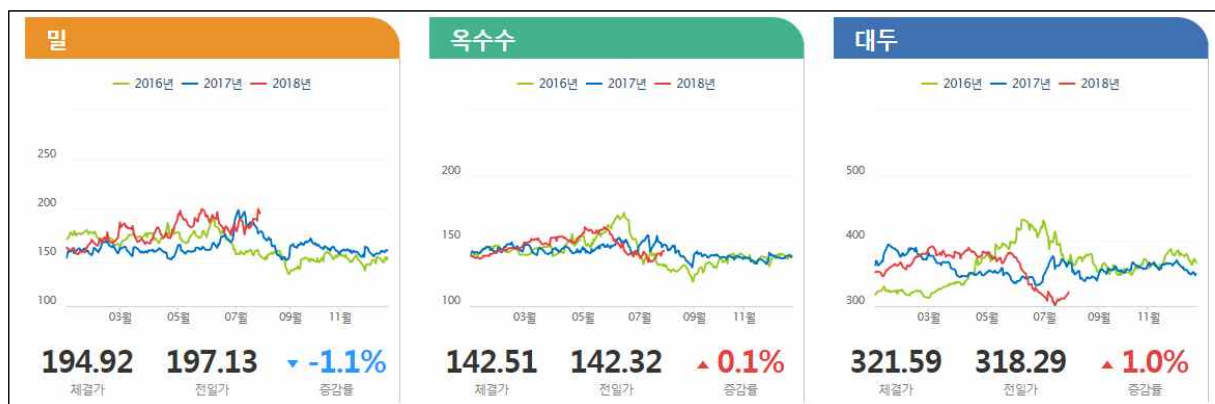 밀
2016년 2017년 2018년
250
200
150
100
03월 05월 07월 09월 11월
194.92 197.13 ▼ -1.1%
체결가 전일가 증감률
옥수수
2016년 2017년 2018년
200
150
100
03월 05월 07월 09월 11월
142.51 142.32 ▲ 0.1%
체결가 전일가 증감률
대두
2016년 2017년 2018년
500
400
300
03월 05월 07월 09월 11월
321.59 318.29 ▲ 1.0%
체결가 전일가 증감률